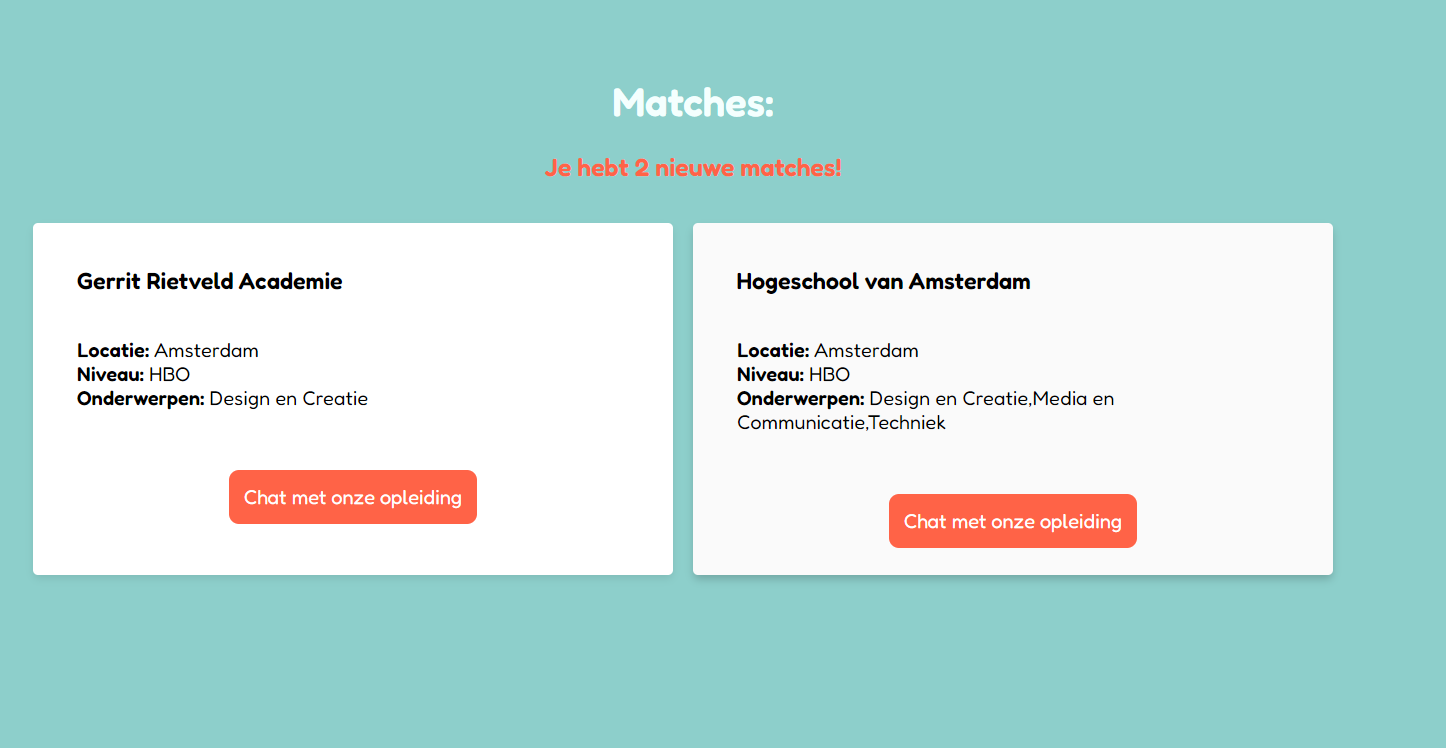 Matches:
Je hebt 2 nieuwe matches!
Gerrit Rietveld Academie
Locatie: Amsterdam
Niveau: HBO
Onderwerpen: Design en Creatie
Chat met onze opleiding
Hogeschool van Amsterdam
Locatie: Amsterdam
Niveau: HBO
Onderwerpen: Design en Creatie,Media en
Communicatie,Techniek
Chat met onze opleiding